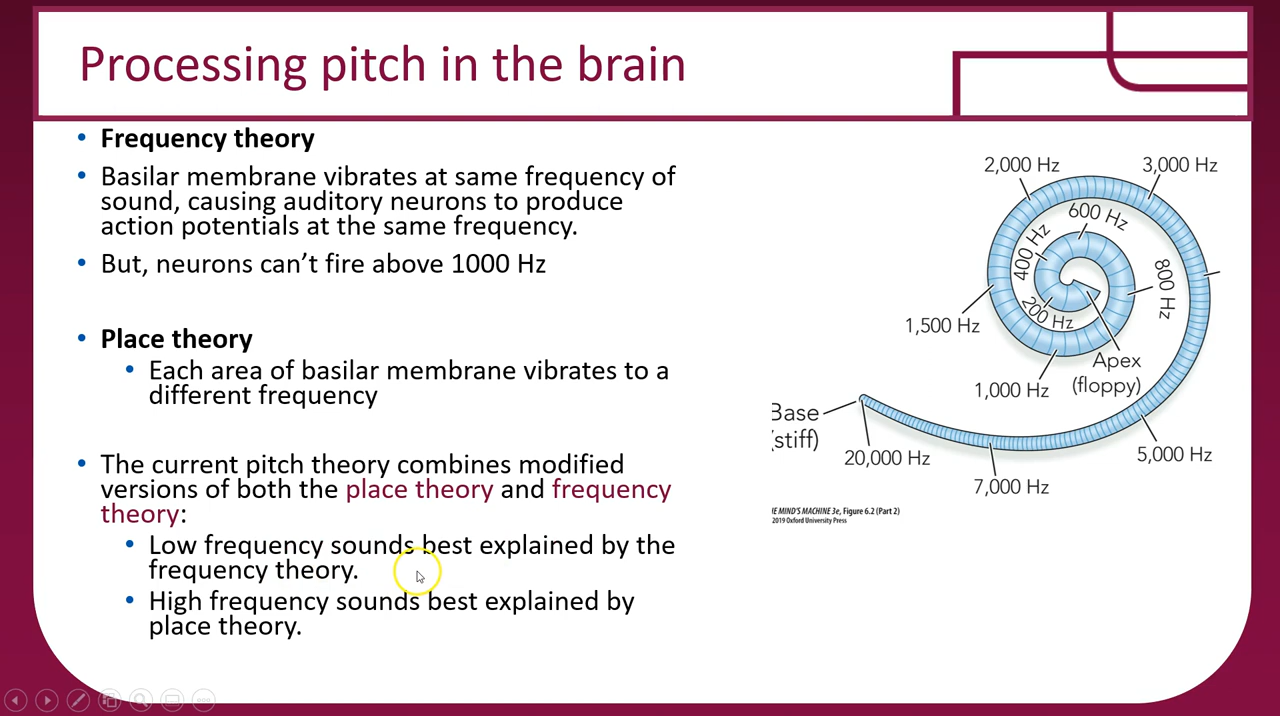 Processing pitch in the brain
• Frequency theory
• Basilar membrane vibrates at same frequency of
sound, causing auditory neurons to produce
action potentials at the same frequency.
• But, neurons can't fire above 1000 Hz
• Place theory
• Each area of basilar membrane vibrates to a
different frequency
• The current pitch theory combines modified
versions of both the place theory and frequency
theory:
• Low frequency sounds best explained by the
frequency theory.
• High frequency sounds best explained by
place theory.
2,000 Hz
3,000 Hz
600 Hz
400 Hz
800 Hz
200 Hz
1,500 Hz
Apex
(floppy)
1,000 Hz
Base
(stiff)
20,000 Hz
5,000 Hz
7,000 Hz
E MIND'S MACHINE 3e, Figure 6.2 (Part 2)
2019 Oxford University Press